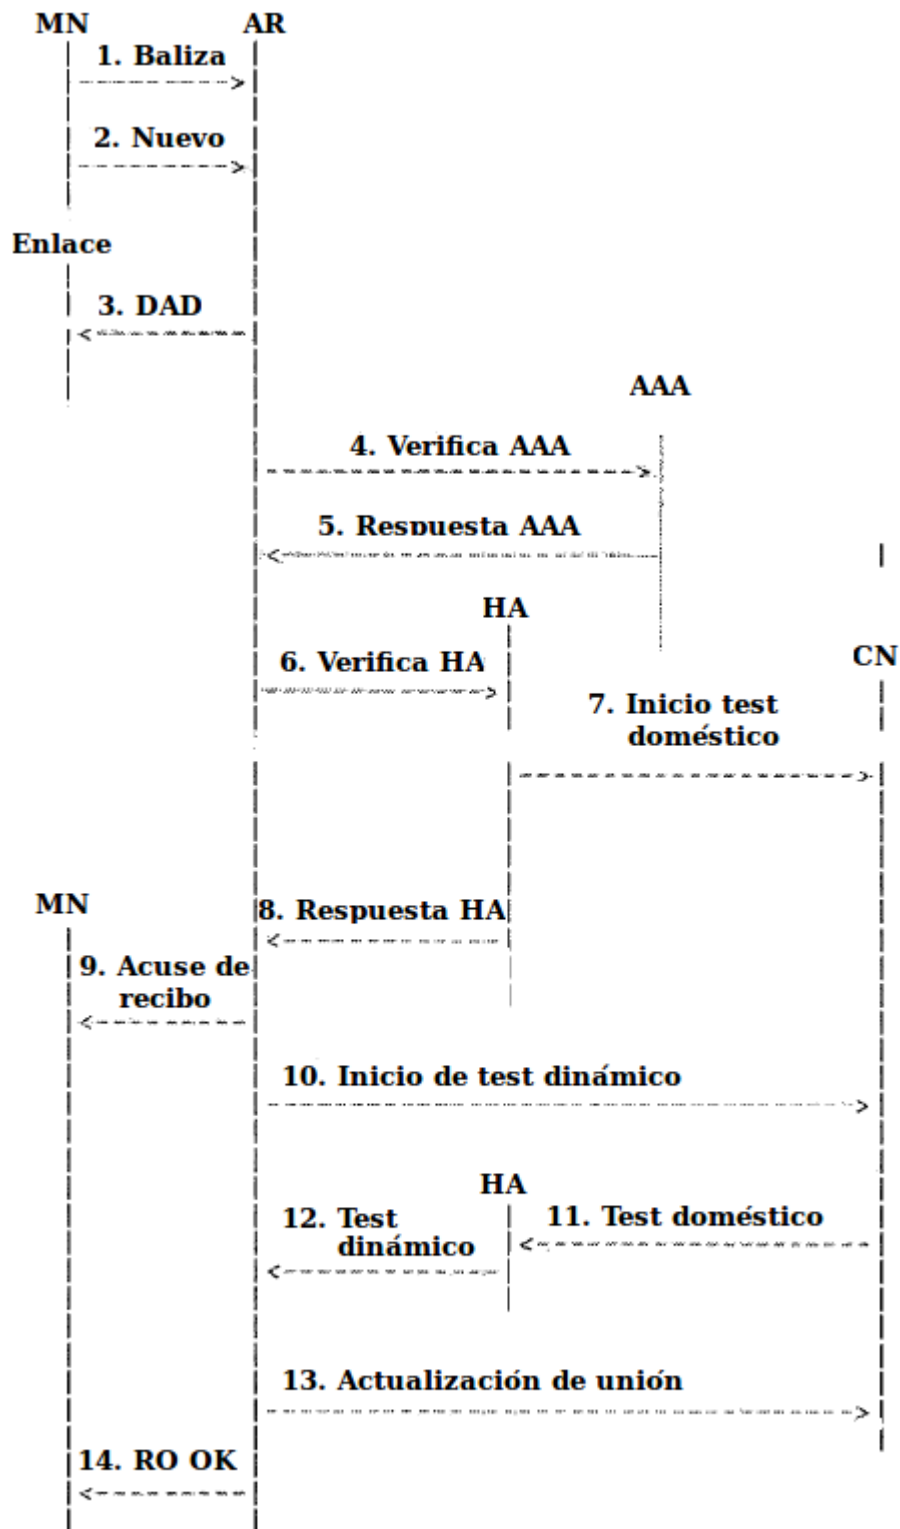 MN
AR
1. Baliza
2. Nuevo
Enlace
3. DAD
AAA
4. Verifica AAA
5. Respuesta AAA
HA
6. Verifica HA
CN
7. Inicio test
doméstico
MN
8. Respuesta HA
9. Acuse de
recibo
10. Inicio de test dinámico
HA
11. Test doméstico
12. Test
dinámico
13. Actualización de unión
14. RO OK